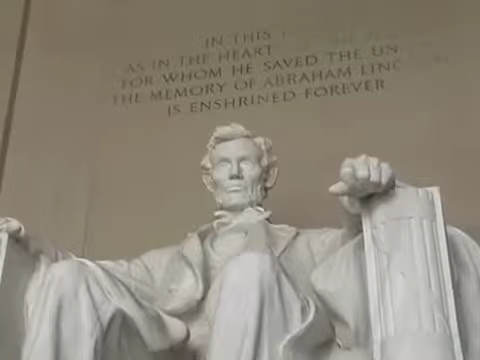 IN THIS
AS IN THE HEART
FOR WHOM HE SAVED THE UN
THE MEMORY OF ABRAHAM LINC
IS ENSHRINED FOREVER